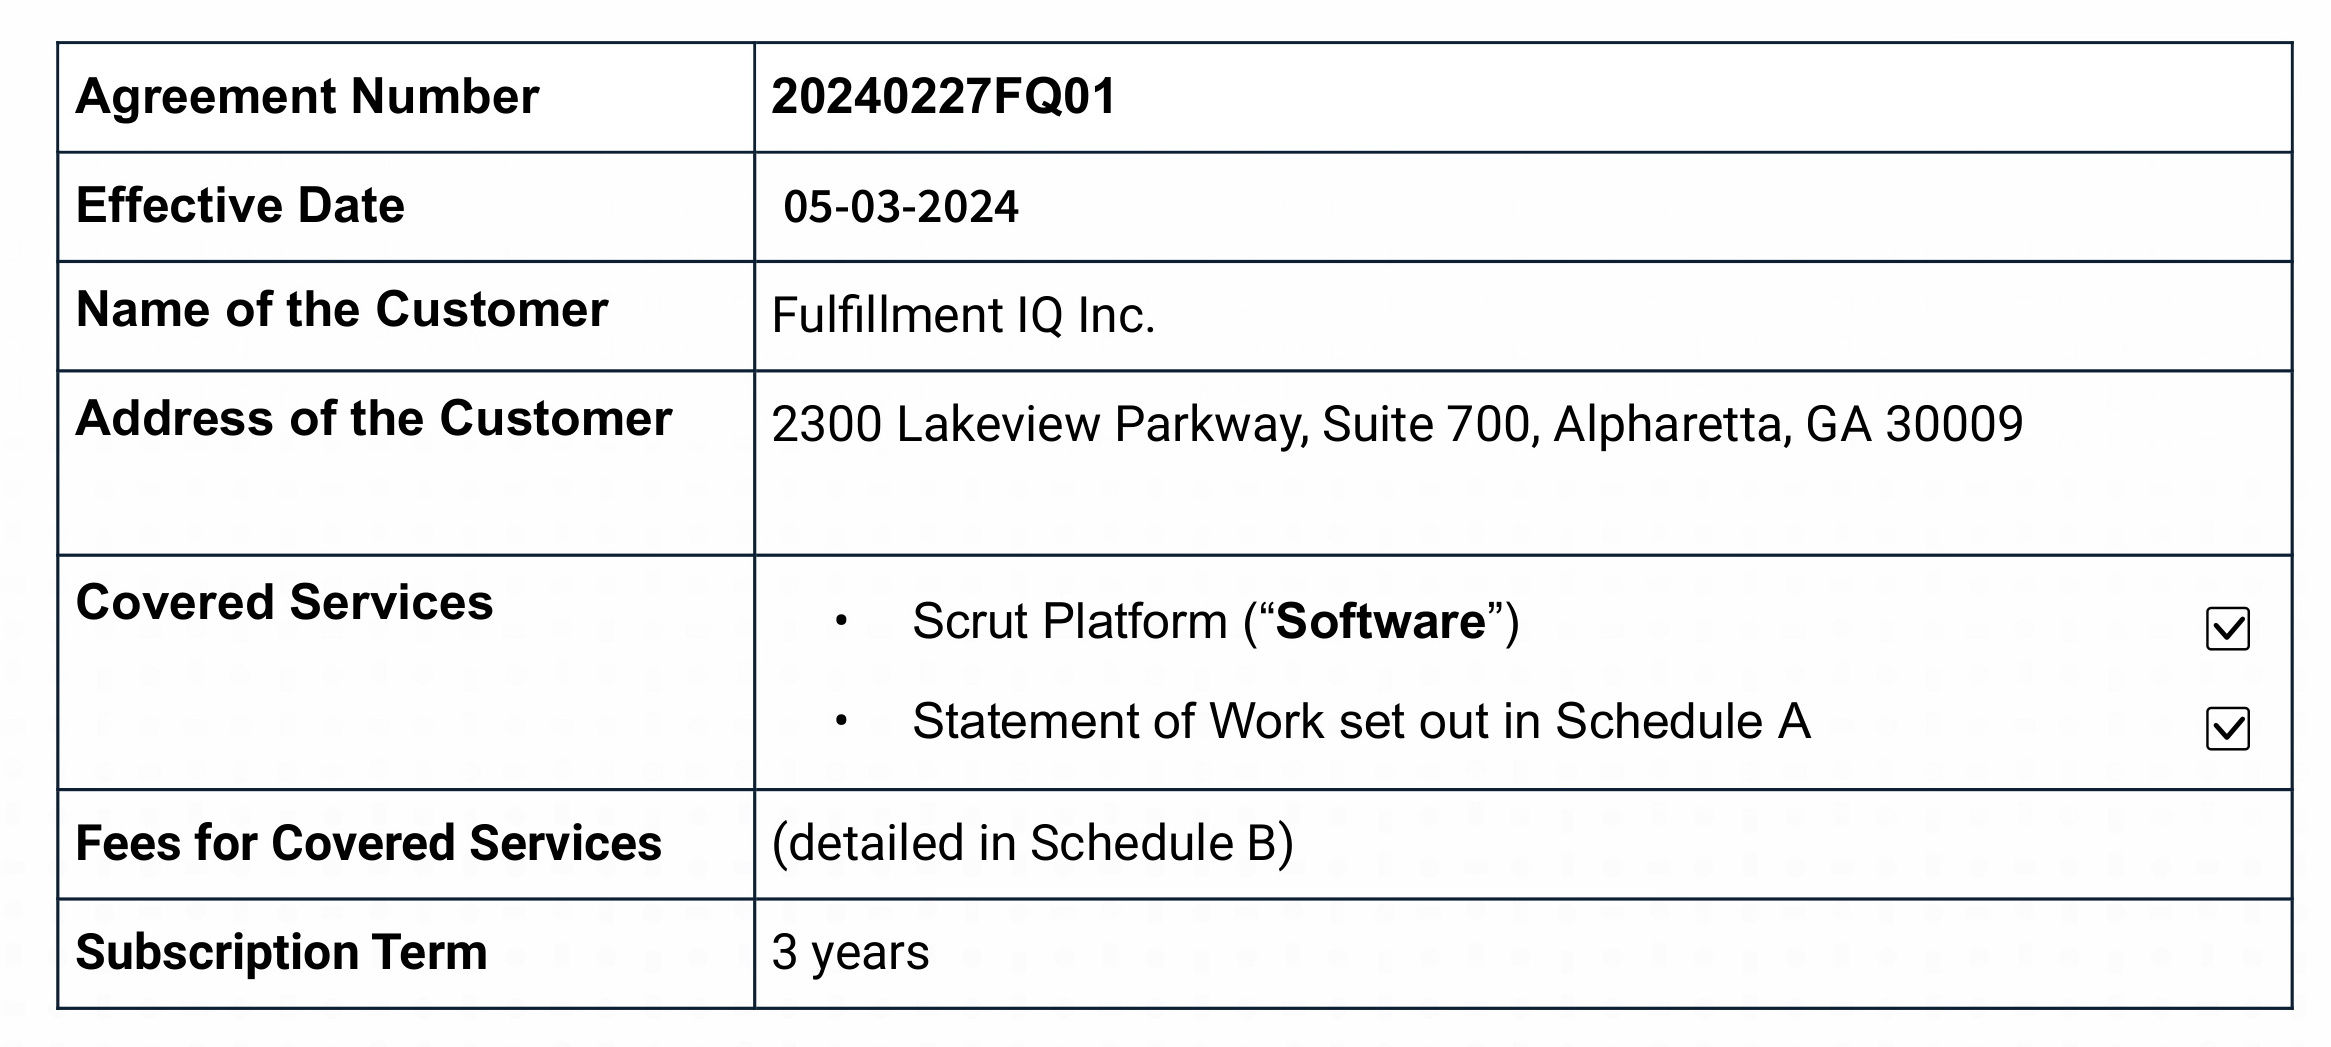 Agreement Number 20240227FQ01
Effective Date 05-03-2024
Name of the Customer Fulfillment IQ Inc.
Address of the Customer 2300 Lakeview Parkway, Suite 700, Alpharetta, GA 30009
Covered Services
• Scrut Platform (“Software”) ☑
• Statement of Work set out in Schedule A ☑
Fees for Covered Services (detailed in Schedule B)
Subscription Term 3 years